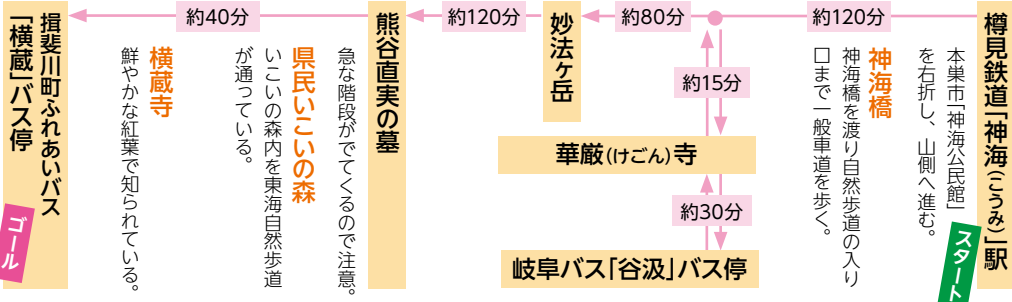 樽見鉄道「神海(こうみ)」駅
スタート
本巣市「神海公民館」
を右折し、山側へ進む。
約120分
神海橋
神海橋を渡り自然歩道の入り
口まで一般車道を歩く。
約15分
華厳(けごん)寺
約30分
岐阜バス「谷汲」バス停
約80分
妙法ヶ岳
約120分
熊谷直実の墓
急な階段がでてくるので注意。
県民いこいの森
いこいの森内を東海自然歩道
が通っている。
約40分
横蔵寺
鮮やかな紅葉で知られている。
揖斐川町ふれあいバス
「横蔵」バス停
ゴール